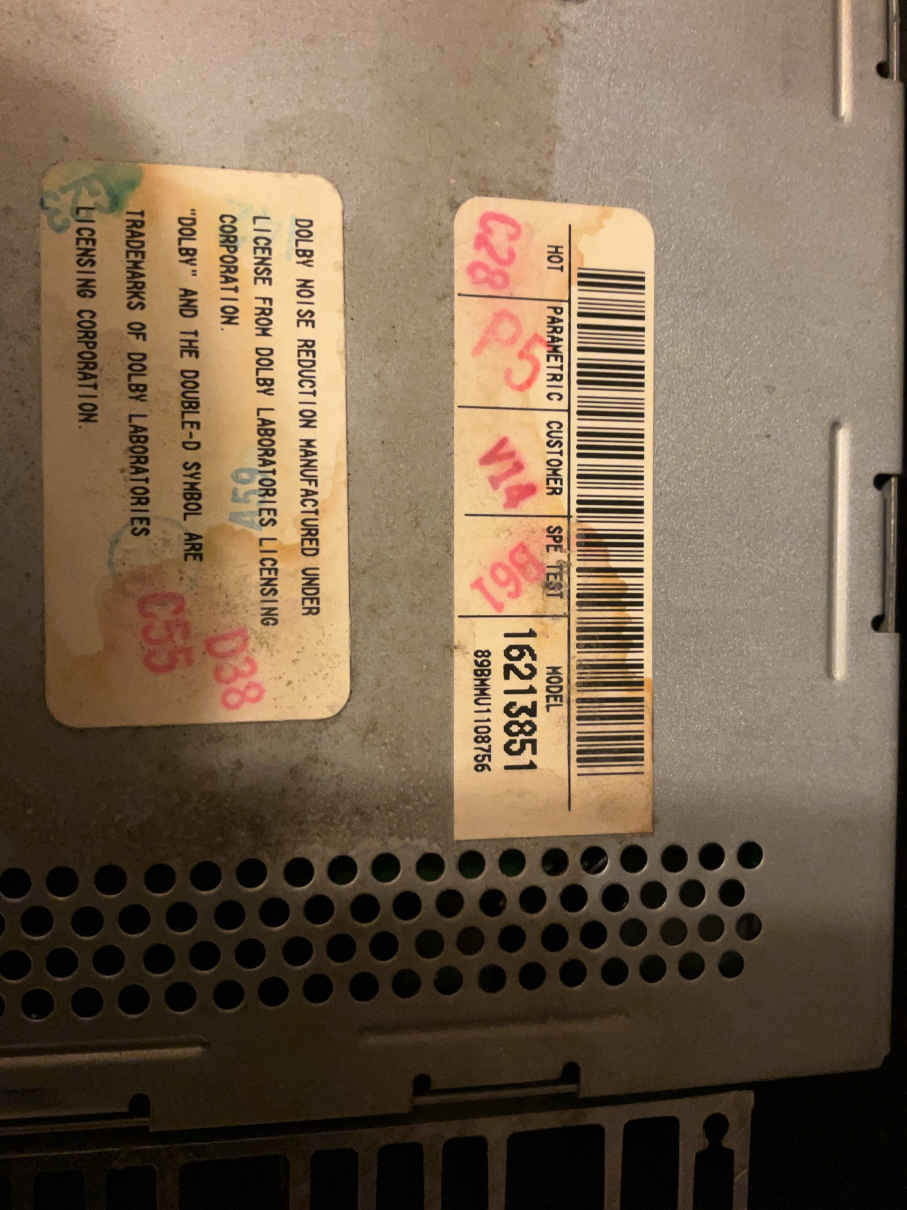 HOT PARAMETRIC CUSTOMER SPE TEST MODEL
C28 P5 V14 B61 16213851
89BMMU1108756
DOLBY NOISE REDUCTION MANUFACTURED UNDER
LICENSE FROM DOLBY LABORATORIES LICENSING
CORPORATION.
"DOLBY" AND THE DOUBLE-D SYMBOL ARE
TRADEMARKS OF DOLBY LABORATORIES
LICENSING CORPORATION.
A59
D38
C55